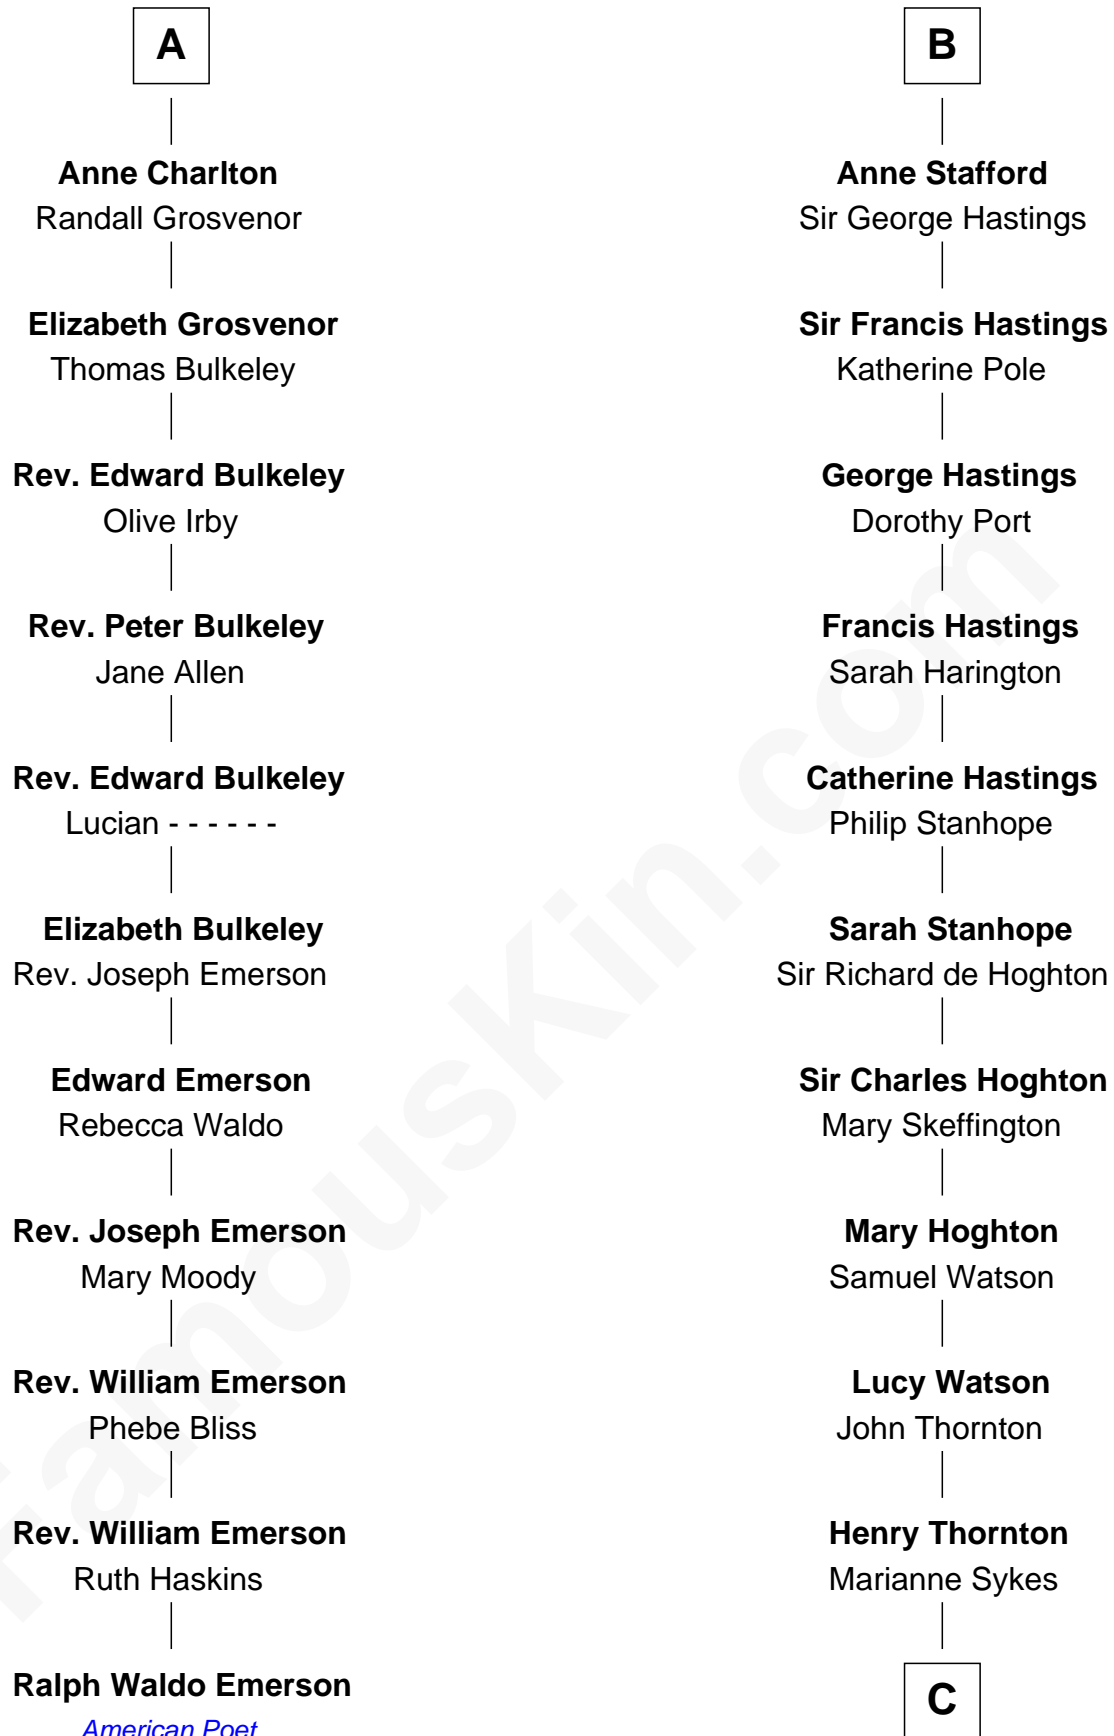 A
Anne Charlton
Randall Grosvenor
Elizabeth Grosvenor
Thomas Bulkeley
Rev. Edward Bulkeley
Olive Irby
Rev. Peter Bulkeley
Jane Allen
Rev. Edward Bulkeley
Lucian - - - - - -
Elizabeth Bulkeley
Rev. Joseph Emerson
Edward Emerson
Rebecca Waldo
Rev. Joseph Emerson
Mary Moody
Rev. William Emerson
Phebe Bliss
Rev. William Emerson
Ruth Haskins
Ralph Waldo Emerson
American Poet
B
Anne Stafford
Sir George Hastings
Sir Francis Hastings
Katherine Pole
George Hastings
Dorothy Port
Francis Hastings
Sarah Harington
Catherine Hastings
Philip Stanhope
Sarah Stanhope
Sir Richard de Hoghton
Sir Charles Hoghton
Mary Skeffington
Mary Hoghton
Samuel Watson
Lucy Watson
John Thornton
Henry Thornton
Marianne Sykes
C
FamousKin.com